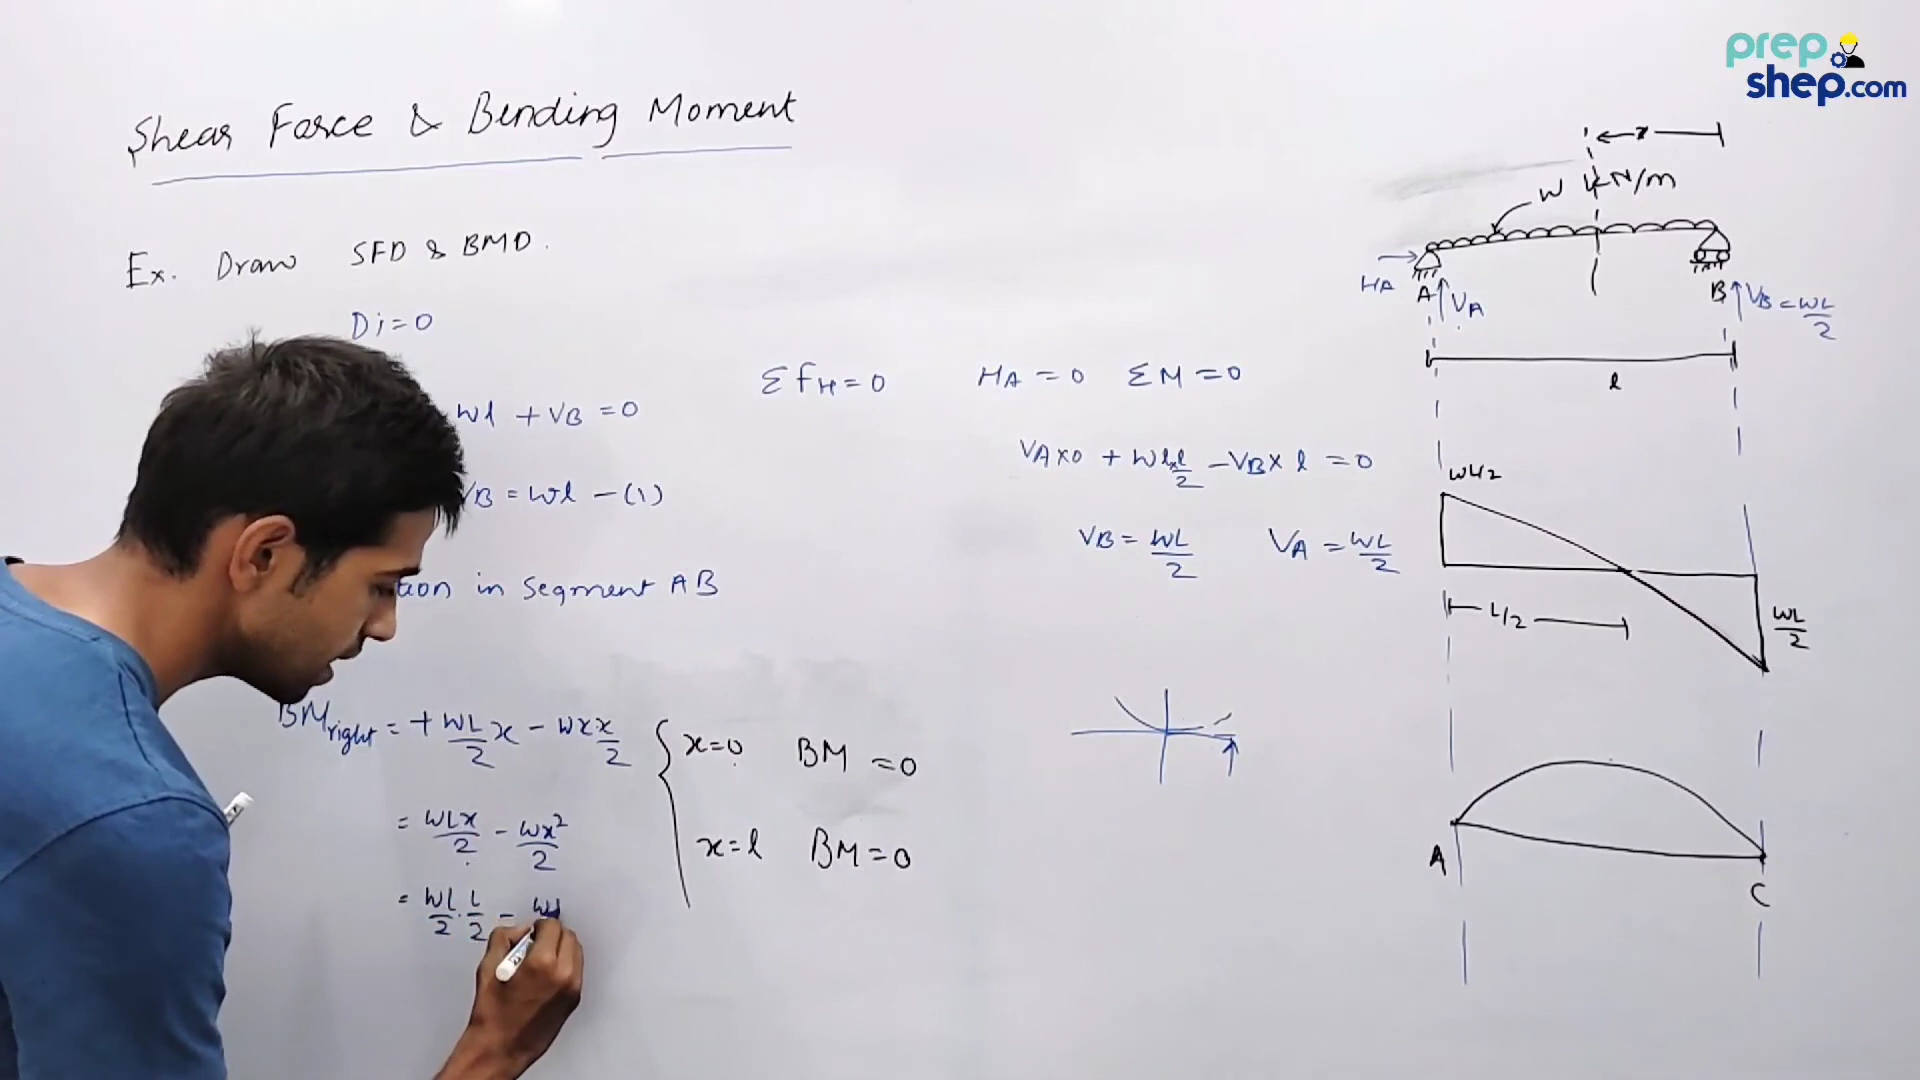 prep
shep.com
Shear Force & Bending Moment
Ex. Draw SFD & BMD.
Di=0
wl + VB = 0
VB = wl - (1)
tion in segment AB
BMright = + WL/2 x - wx x/2
= WLx/2 - wx²/2
= WL/2 . L/2 -
x=0 BM = 0
x=l BM=0
ΣFH=0 HA=0 ΣM=0
VAx0 + wl x l/2 - VB x l = 0
VB = WL/2 VA = WL/2
x
w kN/m
HA A VA B VB = WL/2
l
WL/2
L/2
WL/2
A C